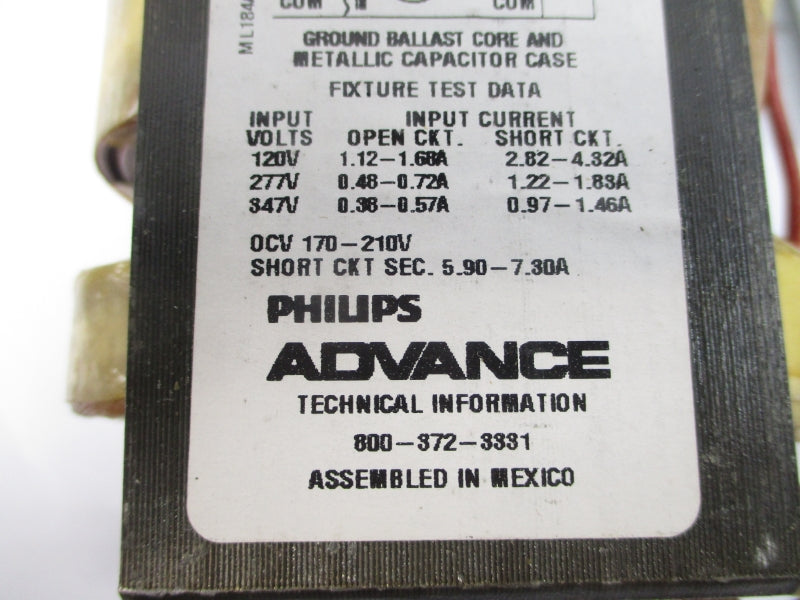 COM
COM
ML184
GROUND BALLAST CORE AND
METALLIC CAPACITOR CASE
FIXTURE TEST DATA
INPUT INPUT CURRENT
VOLTS OPEN CKT. SHORT CKT.
120V 1.12-1.68A 2.82-4.32A
277V 0.48-0.72A 1.22-1.83A
347V 0.38-0.57A 0.97-1.46A
OCV 170-210V
SHORT CKT SEC. 5.90-7.30A
PHILIPS
ADVANCE
TECHNICAL INFORMATION
800-372-3331
ASSEMBLED IN MEXICO